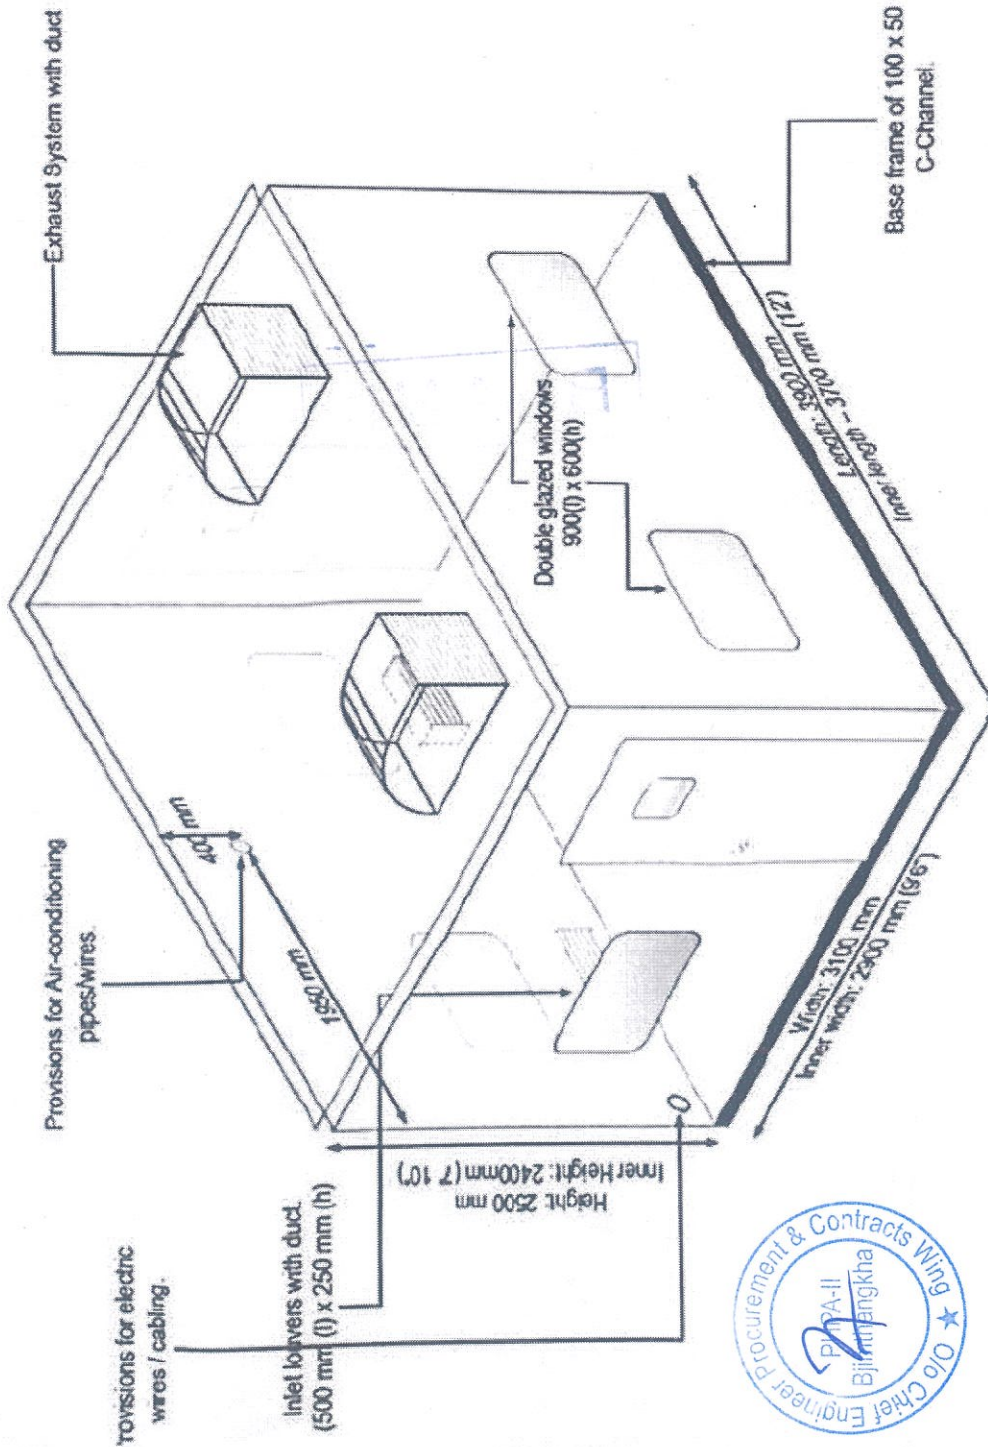 Exhaust System with duct
Provisions for Air-conditioning
pipes/wires.
400 mm
1950 mm
rovisions for electric
wires / cabling.
Inlet louvers with duct.
(500 mm (l) x 250 mm (h)
Height: 2500 mm
Inner Height: 2400mm (7' 10")
Double glazed windows
900(l) x 600(h)
Width: 3100 mm
Inner width: 2900 mm (9'6")
Length: 3900 mm
Inner length – 3700 mm (12')
Base frame of 100 x 50
C-Channel.
Procurement & Contracts Wing ★ O/o Chief Engineer
PHPA-II
Bjimthangkha